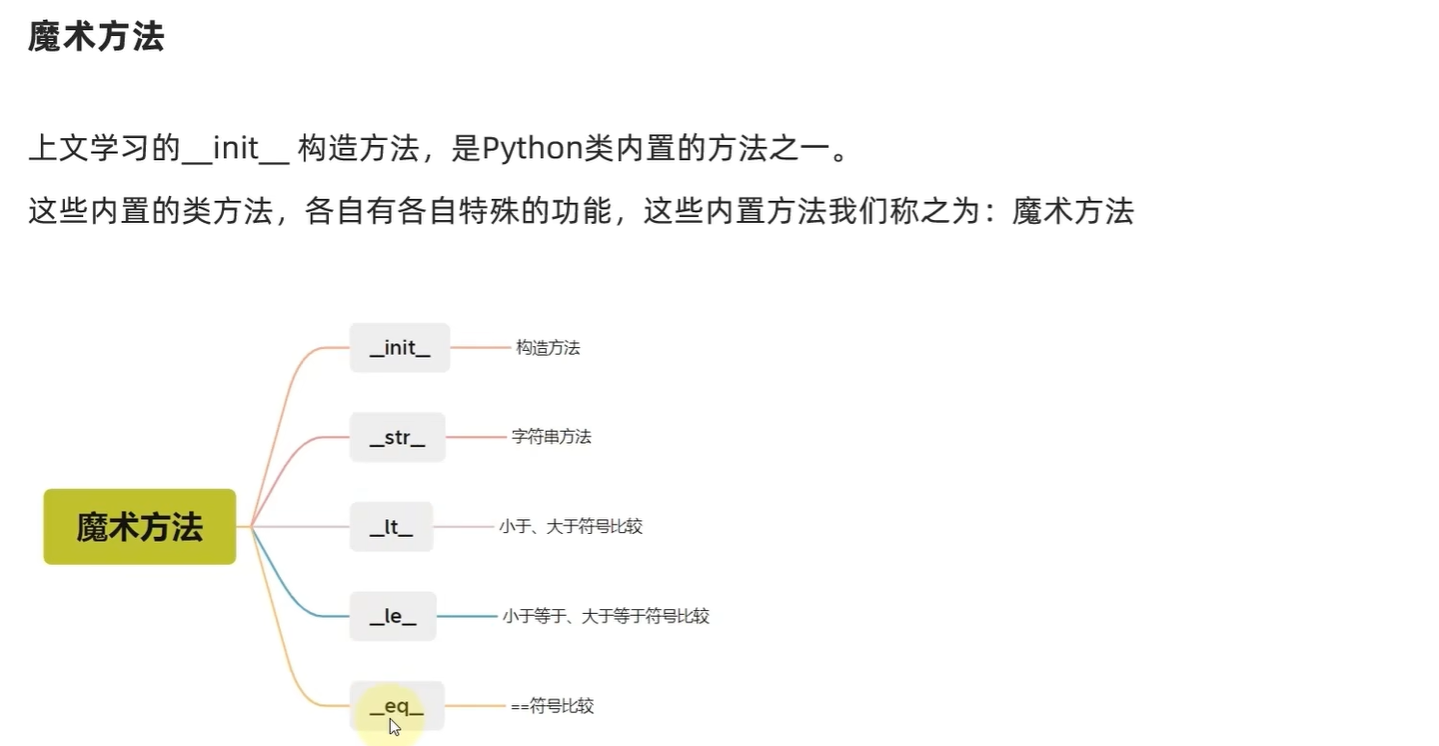 魔术方法
上文学习的__init__ 构造方法，是Python类内置的方法之一。
这些内置的类方法，各自有各自特殊的功能，这些内置方法我们称之为：魔术方法
魔术方法
_init_ 构造方法
_str_ 字符串方法
_lt_ 小于、大于符号比较
_le_ 小于等于、大于等于符号比较
_eq_ ==符号比较